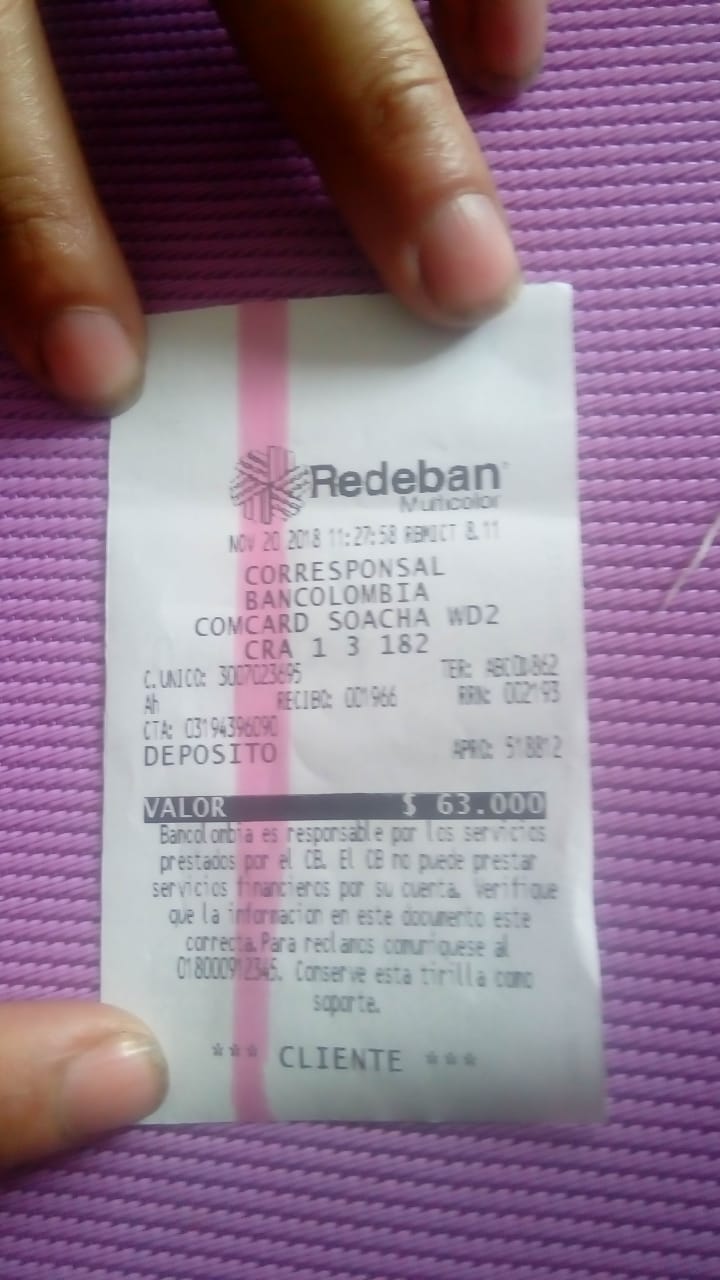 Redeban
Multicolor
NOV 20 2018 11:27:58 RBMICT 8.11
CORRESPONSAL
BANCOLOMBIA
COMCARD SOACHA WD2
CRA 1 3 182
C. UNICO: 3007023695 TER: ABC01862
Ah RECIBO: 001966 RRN: 002193
CTA: 03194396090
DEPOSITO APRO: 518812
VALOR $ 63.000
Bancolombia es responsable por los servicios
prestados por el CB. El CB no puede prestar
servicios financieros por su cuenta. Verifique
que la informacion en este documento este
correcta.Para reclamos comuniquese al
018000912345. Conserve esta tirilla como
soporte.
*** CLIENTE ***